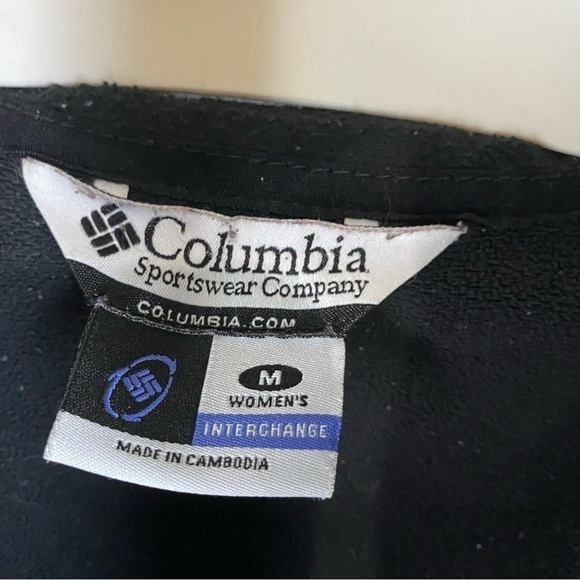 Columbia
Sportswear Company
COLUMBIA.COM
M
WOMEN'S
INTERCHANGE
MADE IN CAMBODIA